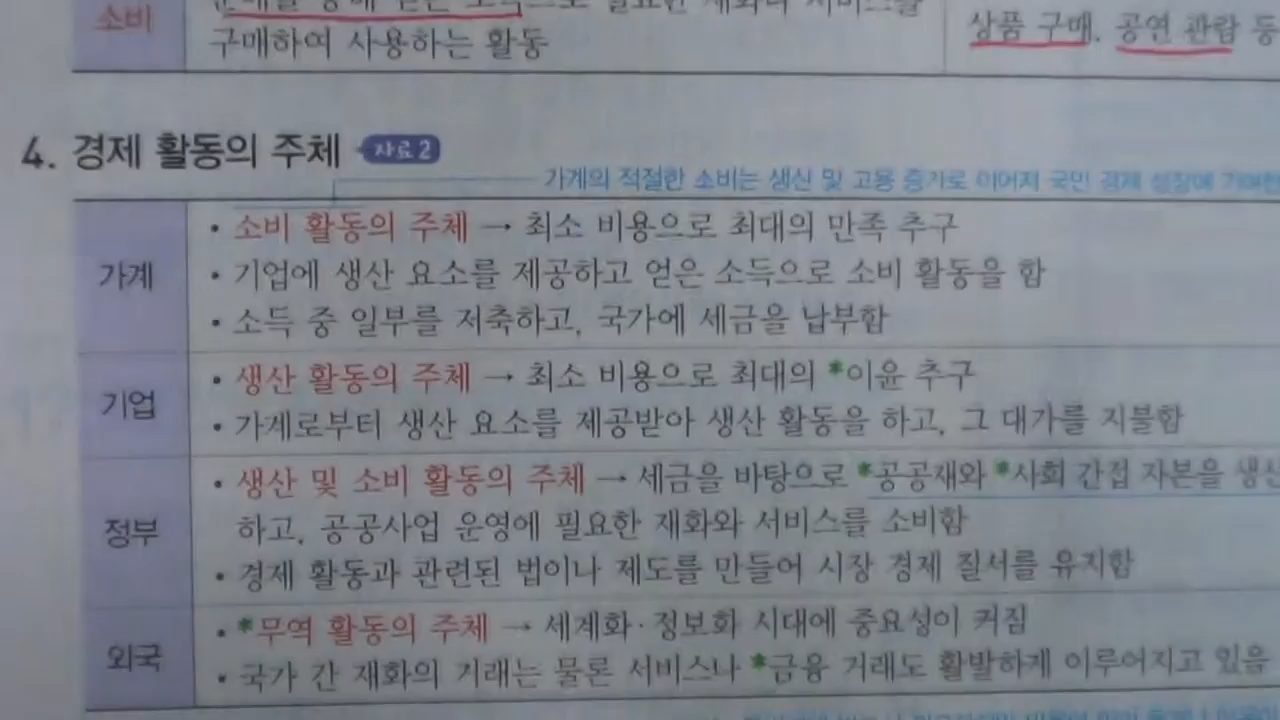 소비
구매하여 사용하는 활동
상품 구매, 공연 관람 등
4. 경제 활동의 주체 자료 2
가계의 적절한 소비는 생산 및 고용 증가로 이어져 국민 경제 성장에 기여한
가계
• 소비 활동의 주체 → 최소 비용으로 최대의 만족 추구
• 기업에 생산 요소를 제공하고 얻은 소득으로 소비 활동을 함
• 소득 중 일부를 저축하고, 국가에 세금을 납부함
기업
• 생산 활동의 주체 → 최소 비용으로 최대의 *이윤 추구
• 가계로부터 생산 요소를 제공받아 생산 활동을 하고, 그 대가를 지불함
정부
• 생산 및 소비 활동의 주체 → 세금을 바탕으로 *공공재와 *사회 간접 자본을 생산
하고, 공공사업 운영에 필요한 재화와 서비스를 소비함
• 경제 활동과 관련된 법이나 제도를 만들어 시장 경제 질서를 유지함
외국
• *무역 활동의 주체 → 세계화·정보화 시대에 중요성이 커짐
• 국가 간 재화의 거래는 물론 서비스나 *금융 거래도 활발하게 이루어지고 있음